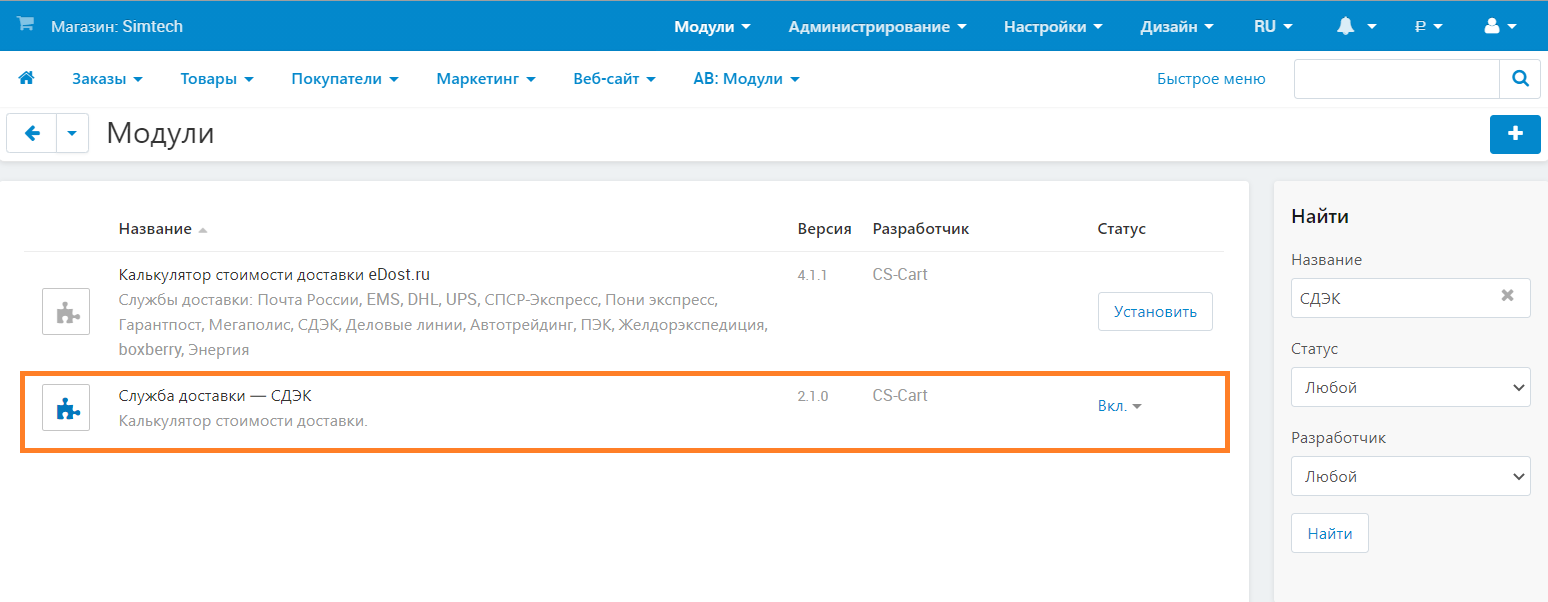 Магазин: Simtech Модули Администрирование Настройки Дизайн RU ₽
Заказы Товары Покупатели Маркетинг Веб-сайт AB: Модули Быстрое меню
Модули
Название Версия Разработчик Статус
Калькулятор стоимости доставки eDost.ru 4.1.1 CS-Cart
Службы доставки: Почта России, EMS, DHL, UPS, СПСР-Экспресс, Пони экспресс,
Гарантпост, Мегаполис, СДЭК, Деловые линии, Автотрейдинг, ПЭК, Желдорэкспедиция,
boxberry, Энергия
Установить
Служба доставки — СДЭК 2.1.0 CS-Cart
Калькулятор стоимости доставки.
Вкл.
Найти
Название
СДЭК
Статус
Любой
Разработчик
Любой
Найти